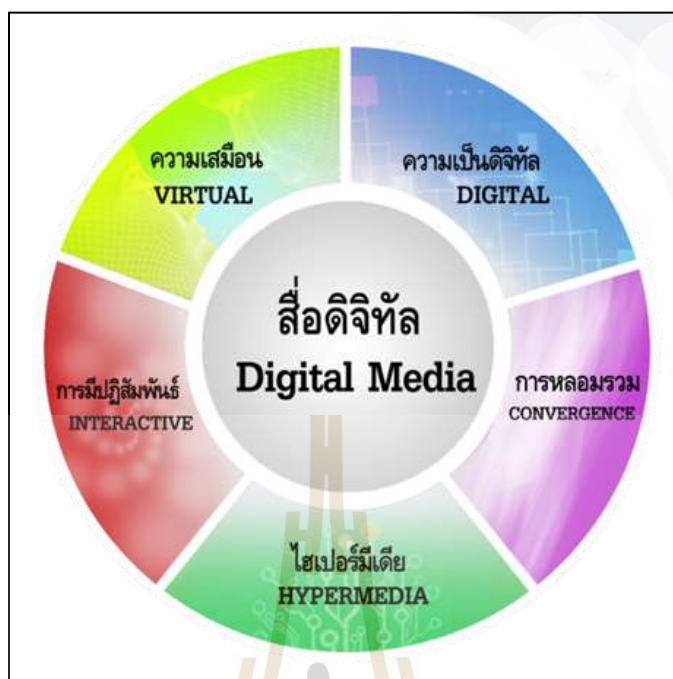 ความเสมือน
VIRTUAL
ความเป็นดิจิทัล
DIGITAL
สื่อดิจิทัล
Digital Media
การมีปฏิสัมพันธ์
INTERACTIVE
การหลอมรวม
CONVERGENCE
ไฮเปอร์มีเดีย
HYPERMEDIA